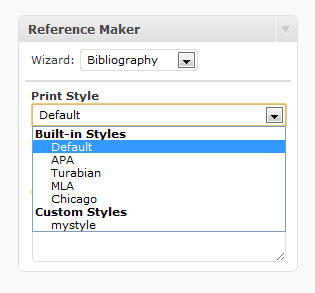 Reference Maker
Wizard: Bibliography
Print Style
Default
Built-in Styles
Default
APA
Turabian
MLA
Chicago
Custom Styles
mystyle